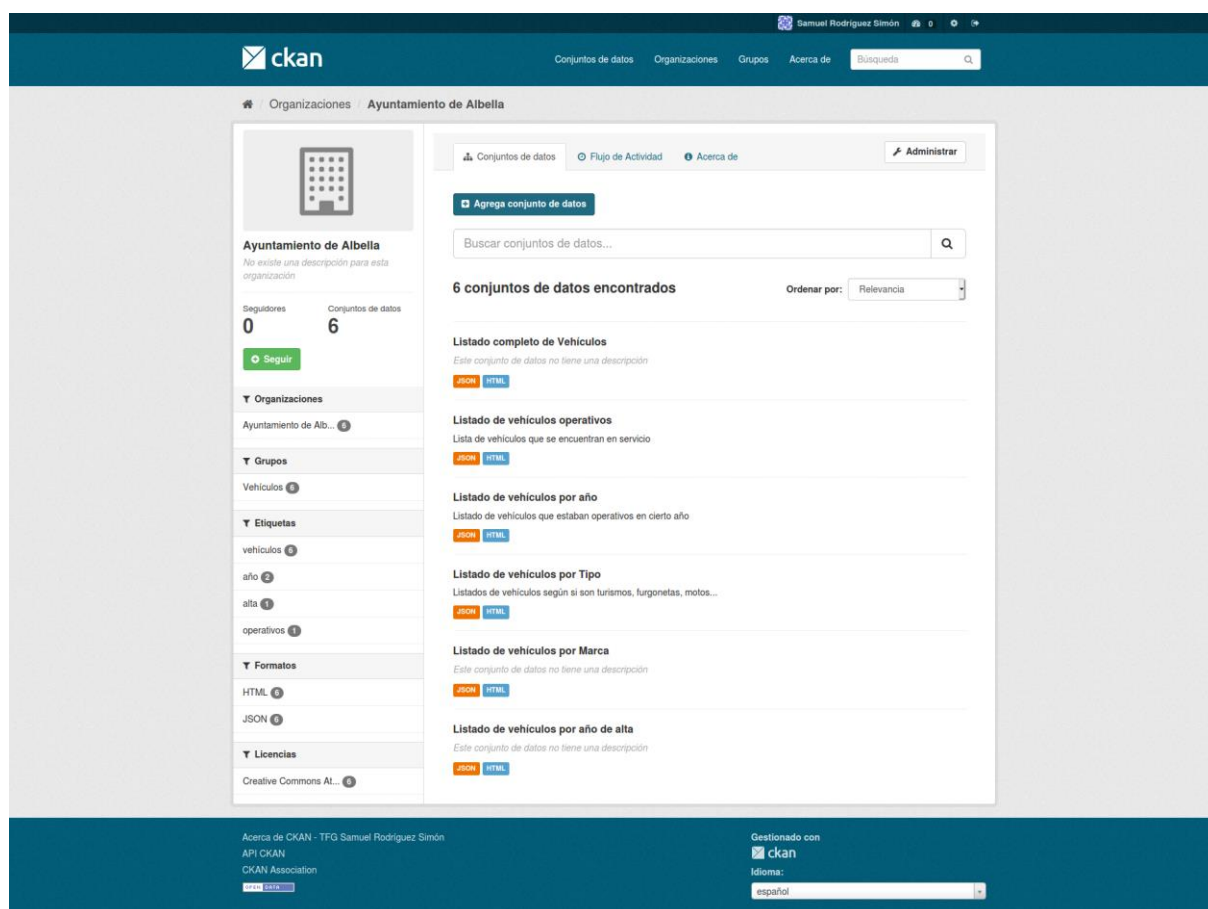 Samuel Rodríguez Simón 0
ckan
Conjuntos de datos Organizaciones Grupos Acerca de Búsqueda
/ Organizaciones / Ayuntamiento de Albella
Conjuntos de datos Flujo de Actividad Acerca de Administrar
Agrega conjunto de datos
Buscar conjuntos de datos...
Ayuntamiento de Albella
No existe una descripción para esta
organización
Seguidores Conjuntos de datos
0 6
Seguir
Organizaciones
Ayuntamiento de Alb... 6
Grupos
Vehículos 6
Etiquetas
vehículos 6
año 2
alta 1
operativos 1
Formatos
HTML 6
JSON 6
Licencias
Creative Commons At... 6
6 conjuntos de datos encontrados Ordenar por: Relevancia
Listado completo de Vehículos
Este conjunto de datos no tiene una descripción
JSON HTML
Listado de vehículos operativos
Lista de vehículos que se encuentran en servicio
JSON HTML
Listado de vehículos por año
Listado de vehículos que estaban operativos en cierto año
JSON HTML
Listado de vehículos por Tipo
Listados de vehículos según si son turismos, furgonetas, motos...
JSON HTML
Listado de vehículos por Marca
Este conjunto de datos no tiene una descripción
JSON HTML
Listado de vehículos por año de alta
Este conjunto de datos no tiene una descripción
JSON HTML
Acerca de CKAN - TFG Samuel Rodríguez Simón
API CKAN
CKAN Association
OPEN DATA
Gestionado con
ckan
Idioma:
español